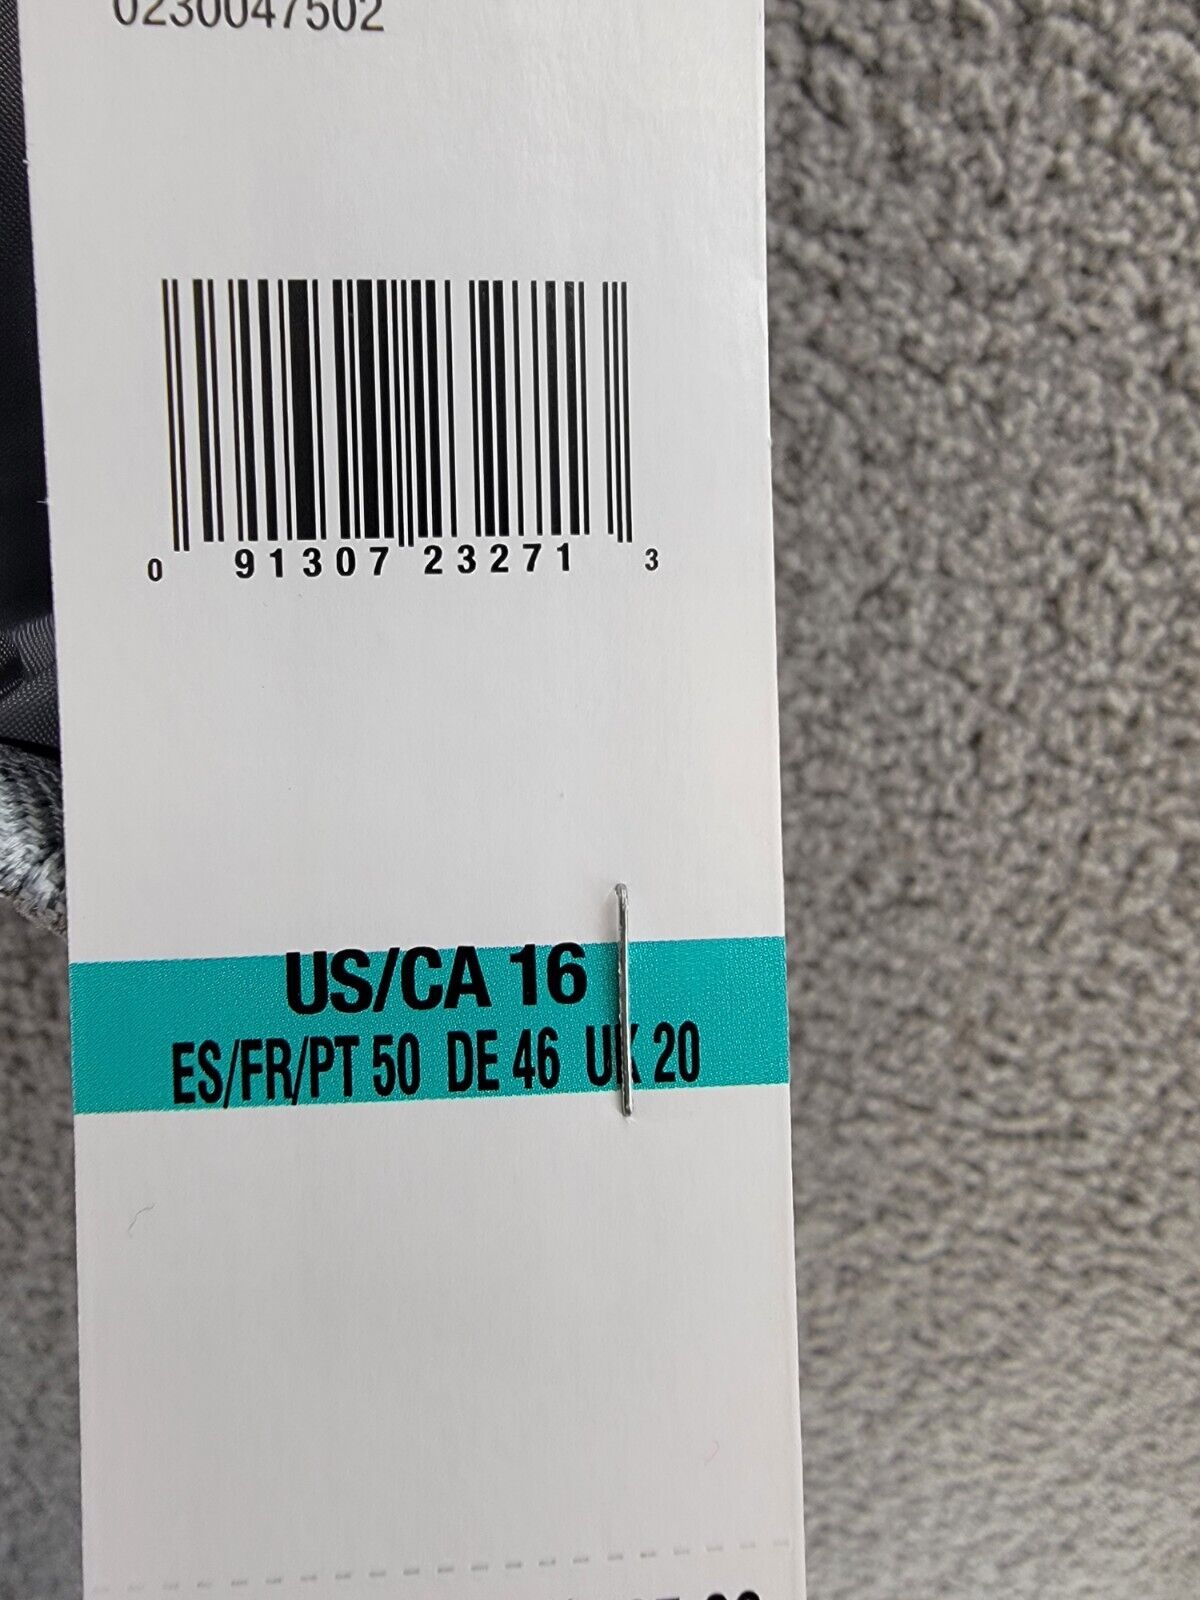 0230047502
0 91307 23271 3
US/CA 16
ES/FR/PT 50 DE 46 UK 20